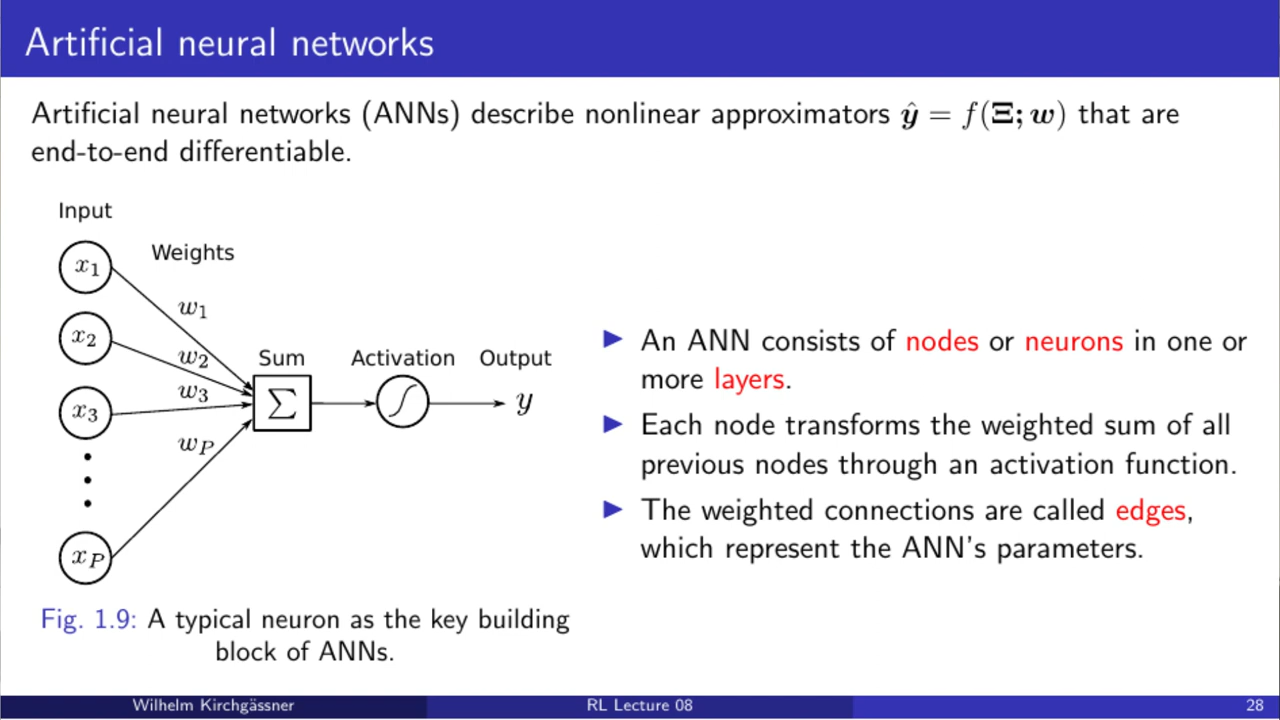 Artificial neural networks
Artificial neural networks (ANNs) describe nonlinear approximators ŷ = f(Ξ; w) that are
end-to-end differentiable.
Input
Weights
x₁
w₁
x₂
w₂
x₃
w₃
w_P
x_P
Sum
Σ
Activation
Output
y
Fig. 1.9: A typical neuron as the key building
block of ANNs.
▶ An ANN consists of nodes or neurons in one or
more layers.
▶ Each node transforms the weighted sum of all
previous nodes through an activation function.
▶ The weighted connections are called edges,
which represent the ANN's parameters.
Wilhelm Kirchgässner
RL Lecture 08
28